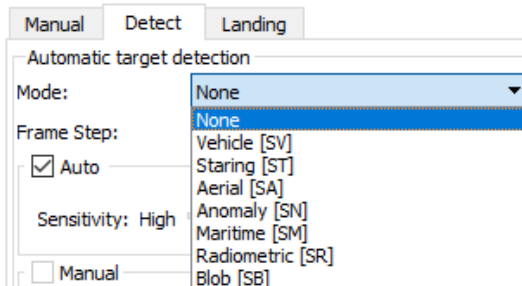 Manual Detect Landing
Automatic target detection
Mode: None
None
Frame Step:
Vehicle [SV]
Staring [ST]
Auto
Aerial [SA]
Anomaly [SN]
Sensitivity: High
Maritime [SM]
Radiometric [SR]
Manual
Blob [SB]